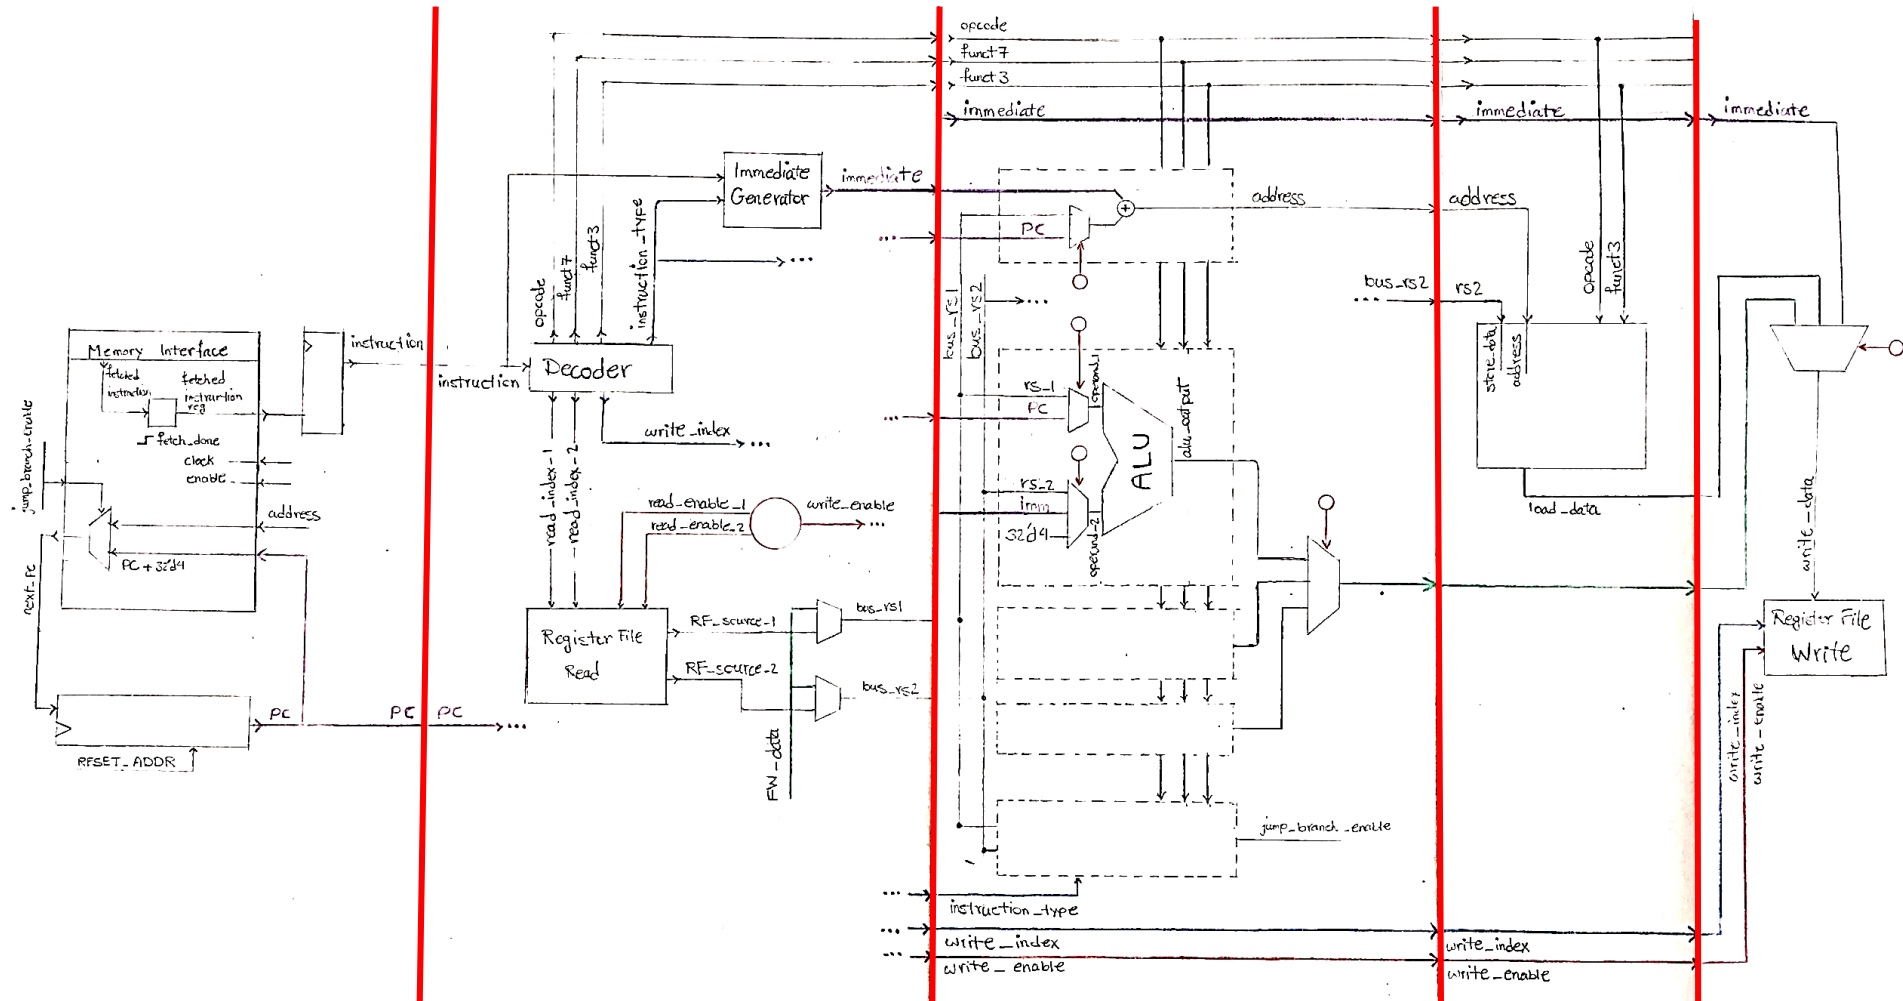 opcode
funct7
funct3
immediate
immediate
immediate
Immediate
Generator
immediate
instruction_type
funct3
funct7
opcode
...
... PC
address
address
bus_rs1
bus_rs2
...
... bus_rs2
rs2
opcode
funct3
store_data
address
load_data
Memory Interface
fetched
instruction
fetched
instruction
reg
fetch_done
clock
enable
address
PC + 32'd4
jump_branch_enable
next_PC
instruction
instruction
Decoder
write_index ...
read_index_1
read_index_2
read_enable_1
read_enable_2
write_enable
...
Register File
Read
RF_source_1
RF_source_2
bus_rs1
bus_rs2
FW_data
PC
PC
PC
...
RESET_ADDR
rs_1
... PC
operand_1
rs_2
imm
32'd4
operand_2
ALU
alu_output
write_data
Register File
Write
write_index
write_enable
jump_branch_enable
...
instruction_type
...
write_index
write_index
...
write_enable
write_enable